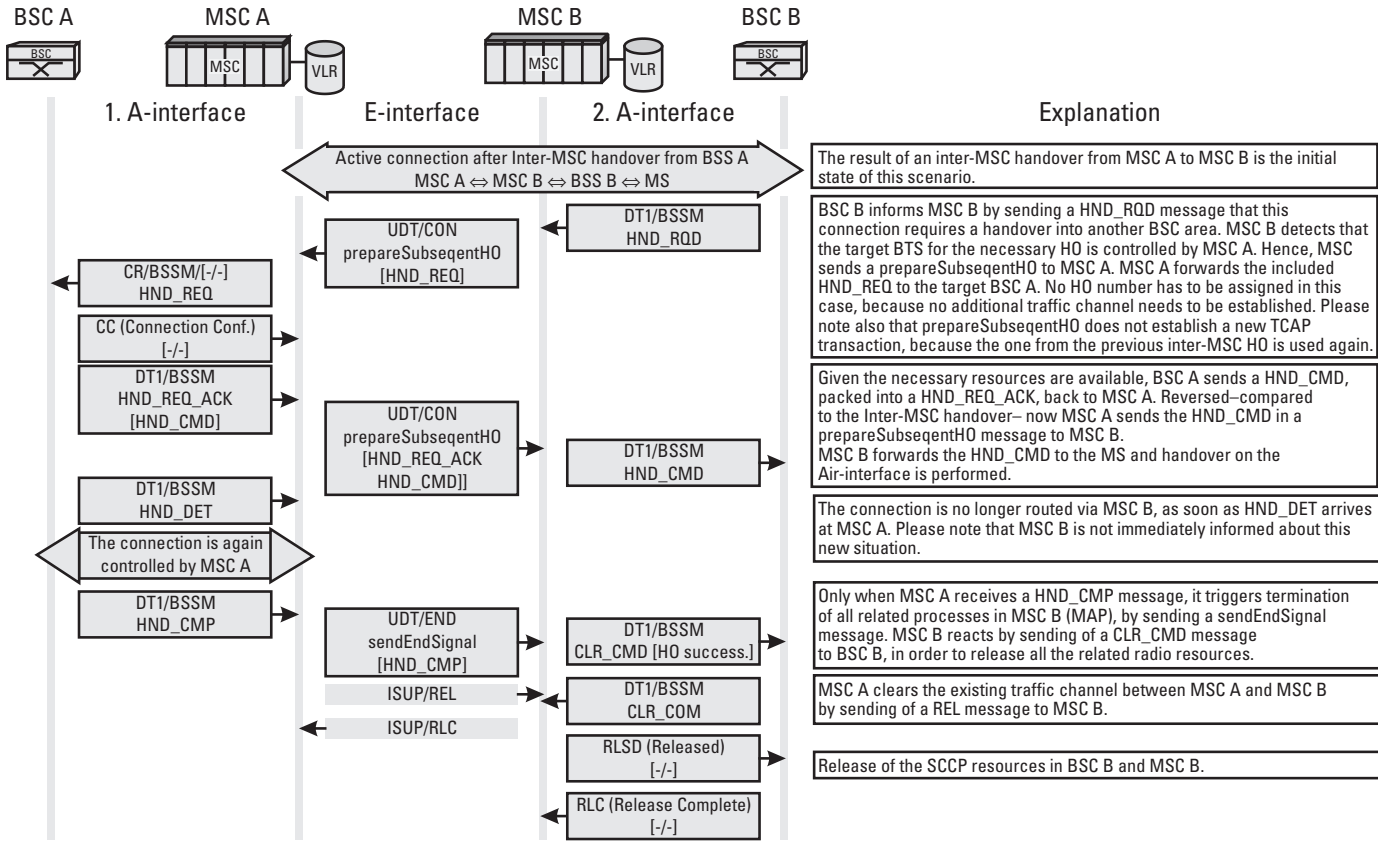 BSC A
MSC A
MSC B
BSC B
BSC
MSC
VLR
MSC
VLR
BSC
1. A-interface
E-interface
2. A-interface
Explanation
Active connection after Inter-MSC handover from BSS A
MSC A ⇔ MSC B ⇔ BSS B ⇔ MS
The result of an inter-MSC handover from MSC A to MSC B is the initial
state of this scenario.
DT1/BSSM
HND_RQD
UDT/CON
prepareSubseqentHO
[HND_REQ]
CR/BSSM/[-/-]
HND_REQ
CC (Connection Conf.)
[-/-]
BSC B informs MSC B by sending a HND_RQD message that this
connection requires a handover into another BSC area. MSC B detects that
the target BTS for the necessary HO is controlled by MSC A. Hence, MSC
sends a prepareSubseqentHO to MSC A. MSC A forwards the included
HND_REQ to the target BSC A. No HO number has to be assigned in this
case, because no additional traffic channel needs to be established. Please
note also that prepareSubseqentHO does not establish a new TCAP
transaction, because the one from the previous inter-MSC HO is used again.
DT1/BSSM
HND_REQ_ACK
[HND_CMD]
UDT/CON
prepareSubseqentHO
[HND_REQ_ACK
HND_CMD]]
DT1/BSSM
HND_CMD
Given the necessary resources are available, BSC A sends a HND_CMD,
packed into a HND_REQ_ACK, back to MSC A. Reversed–compared
to the Inter-MSC handover– now MSC A sends the HND_CMD in a
prepareSubseqentHO message to MSC B.
MSC B forwards the HND_CMD to the MS and handover on the
Air-interface is performed.
DT1/BSSM
HND_DET
The connection is again
controlled by MSC A
The connection is no longer routed via MSC B, as soon as HND_DET arrives
at MSC A. Please note that MSC B is not immediately informed about this
new situation.
DT1/BSSM
HND_CMP
UDT/END
sendEndSignal
[HND_CMP]
DT1/BSSM
CLR_CMD [HO success.]
Only when MSC A receives a HND_CMP message, it triggers termination
of all related processes in MSC B (MAP), by sending a sendEndSignal
message. MSC B reacts by sending of a CLR_CMD message
to BSC B, in order to release all the related radio resources.
ISUP/REL
DT1/BSSM
CLR_COM
ISUP/RLC
MSC A clears the existing traffic channel between MSC A and MSC B
by sending of a REL message to MSC B.
RLSD (Released)
[-/-]
Release of the SCCP resources in BSC B and MSC B.
RLC (Release Complete)
[-/-]